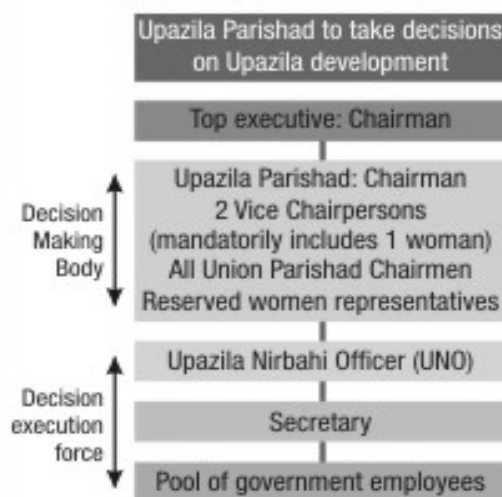 Upazila Parishad to take decisions
on Upazila development
Top executive: Chairman
Decision
Making
Body
Upazila Parishad: Chairman
2 Vice Chairpersons
(mandatorily includes 1 woman)
All Union Parishad Chairmen
Reserved women representatives
Decision
execution
force
Upazila Nirbahi Officer (UNO)
Secretary
Pool of government employees